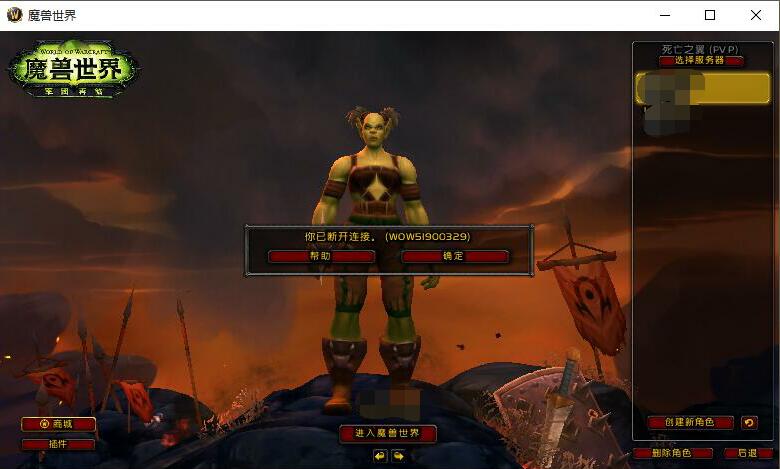 魔兽世界
WORLD OF WARCRAFT
魔兽世界
军团再临
死亡之翼 (PVP)
选择服务器
你已断开连接。 (WOW51900329)
帮助
确定
商城
插件
进入魔兽世界
创建新角色
删除角色
后退